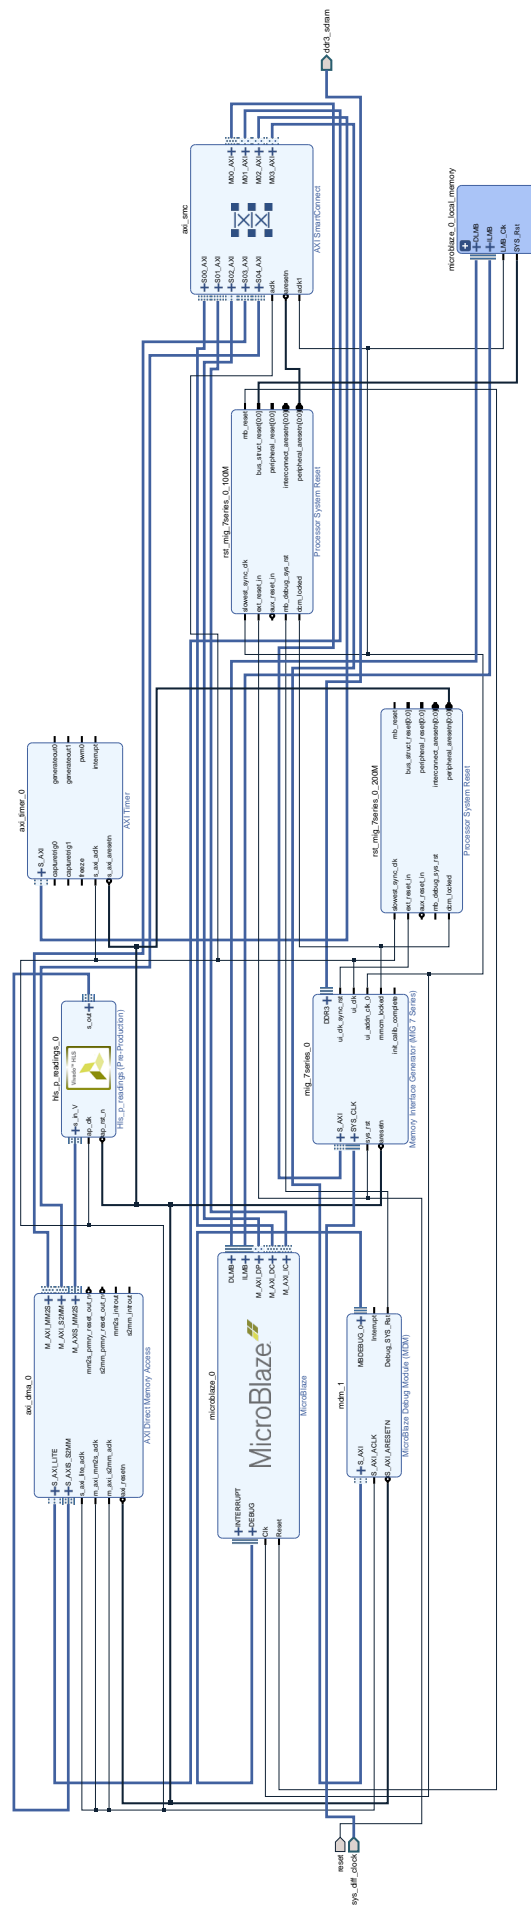 reset
sys_diff_clock
axi_dma_0
S_AXI_LITE
S_AXIS_S2MM
s_axi_lite_aclk
m_axi_mm2s_aclk
m_axi_s2mm_aclk
axi_resetn
M_AXI_MM2S
M_AXI_S2MM
M_AXIS_MM2S
mm2s_prmry_reset_out_n
s2mm_prmry_reset_out_n
mm2s_introut
s2mm_introut
AXI Direct Memory Access
microblaze_0
INTERRUPT
DEBUG
Clk
Reset
MicroBlaze
DLMB
ILMB
M_AXI_DP
M_AXI_DC
M_AXI_IC
MicroBlaze
mdm_1
S_AXI
S_AXI_ACLK
S_AXI_ARESETN
MBDEBUG_0
Interrupt
Debug_SYS_Rst
MicroBlaze Debug Module (MDM)
hls_p_readings_0
s_in_V
ap_clk
ap_rst_n
Vivado™ HLS
s_out
Hls_p_readings (Pre-Production)
mig_7series_0
S_AXI
SYS_CLK
sys_rst
aresetn
DDR3
ui_clk_sync_rst
ui_clk
ui_addn_clk_0
mmcm_locked
init_calib_complete
Memory Interface Generator (MIG 7 Series)
axi_timer_0
S_AXI
capturetrig0
capturetrig1
freeze
s_axi_aclk
s_axi_aresetn
generateout0
generateout1
pwm0
interrupt
AXI Timer
rst_mig_7series_0_200M
slowest_sync_clk
ext_reset_in
aux_reset_in
mb_debug_sys_rst
dcm_locked
mb_reset
bus_struct_reset[0:0]
peripheral_reset[0:0]
interconnect_aresetn[0:0]
peripheral_aresetn[0:0]
Processor System Reset
rst_mig_7series_0_100M
slowest_sync_clk
ext_reset_in
aux_reset_in
mb_debug_sys_rst
dcm_locked
mb_reset
bus_struct_reset[0:0]
peripheral_reset[0:0]
interconnect_aresetn[0:0]
peripheral_aresetn[0:0]
Processor System Reset
axi_smc
S00_AXI
S01_AXI
S02_AXI
S03_AXI
S04_AXI
aclk
aresetn
aclk1
M00_AXI
M01_AXI
M02_AXI
M03_AXI
AXI SmartConnect
microblaze_0_local_memory
DLMB
ILMB
LMB_Clk
SYS_Rst
ddr3_sdram